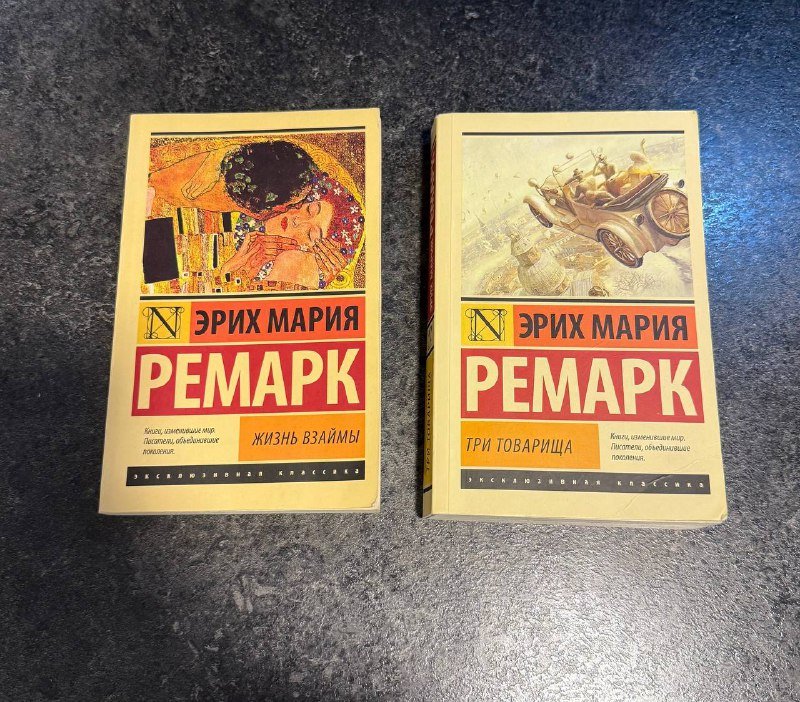 N
ЭРИХ МАРИЯ
РЕМАРК
Книги, изменившие мир.
Писатели, объединившие
поколения.
ЖИЗНЬ ВЗАЙМЫ
эксклюзивная классика
N
ЭРИХ МАРИЯ
РЕМАРК
ТРИ ТОВАРИЩА
Книги, изменившие мир.
Писатели, объединившие
поколения.
эксклюзивная классика